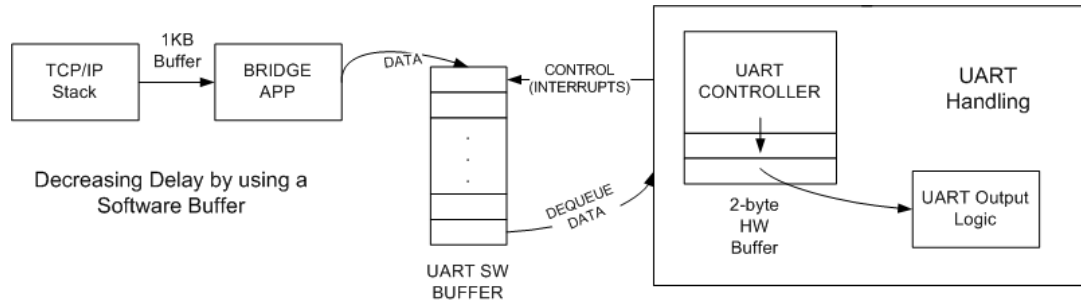 TCP/IP
Stack
1KB
Buffer
BRIDGE
APP
DATA
CONTROL
(INTERRUPTS)
UART
CONTROLLER
UART
Handling
Decreasing Delay by using a
Software Buffer
DEQUEUE
DATA
2-byte
HW
Buffer
UART Output
Logic
UART SW
BUFFER